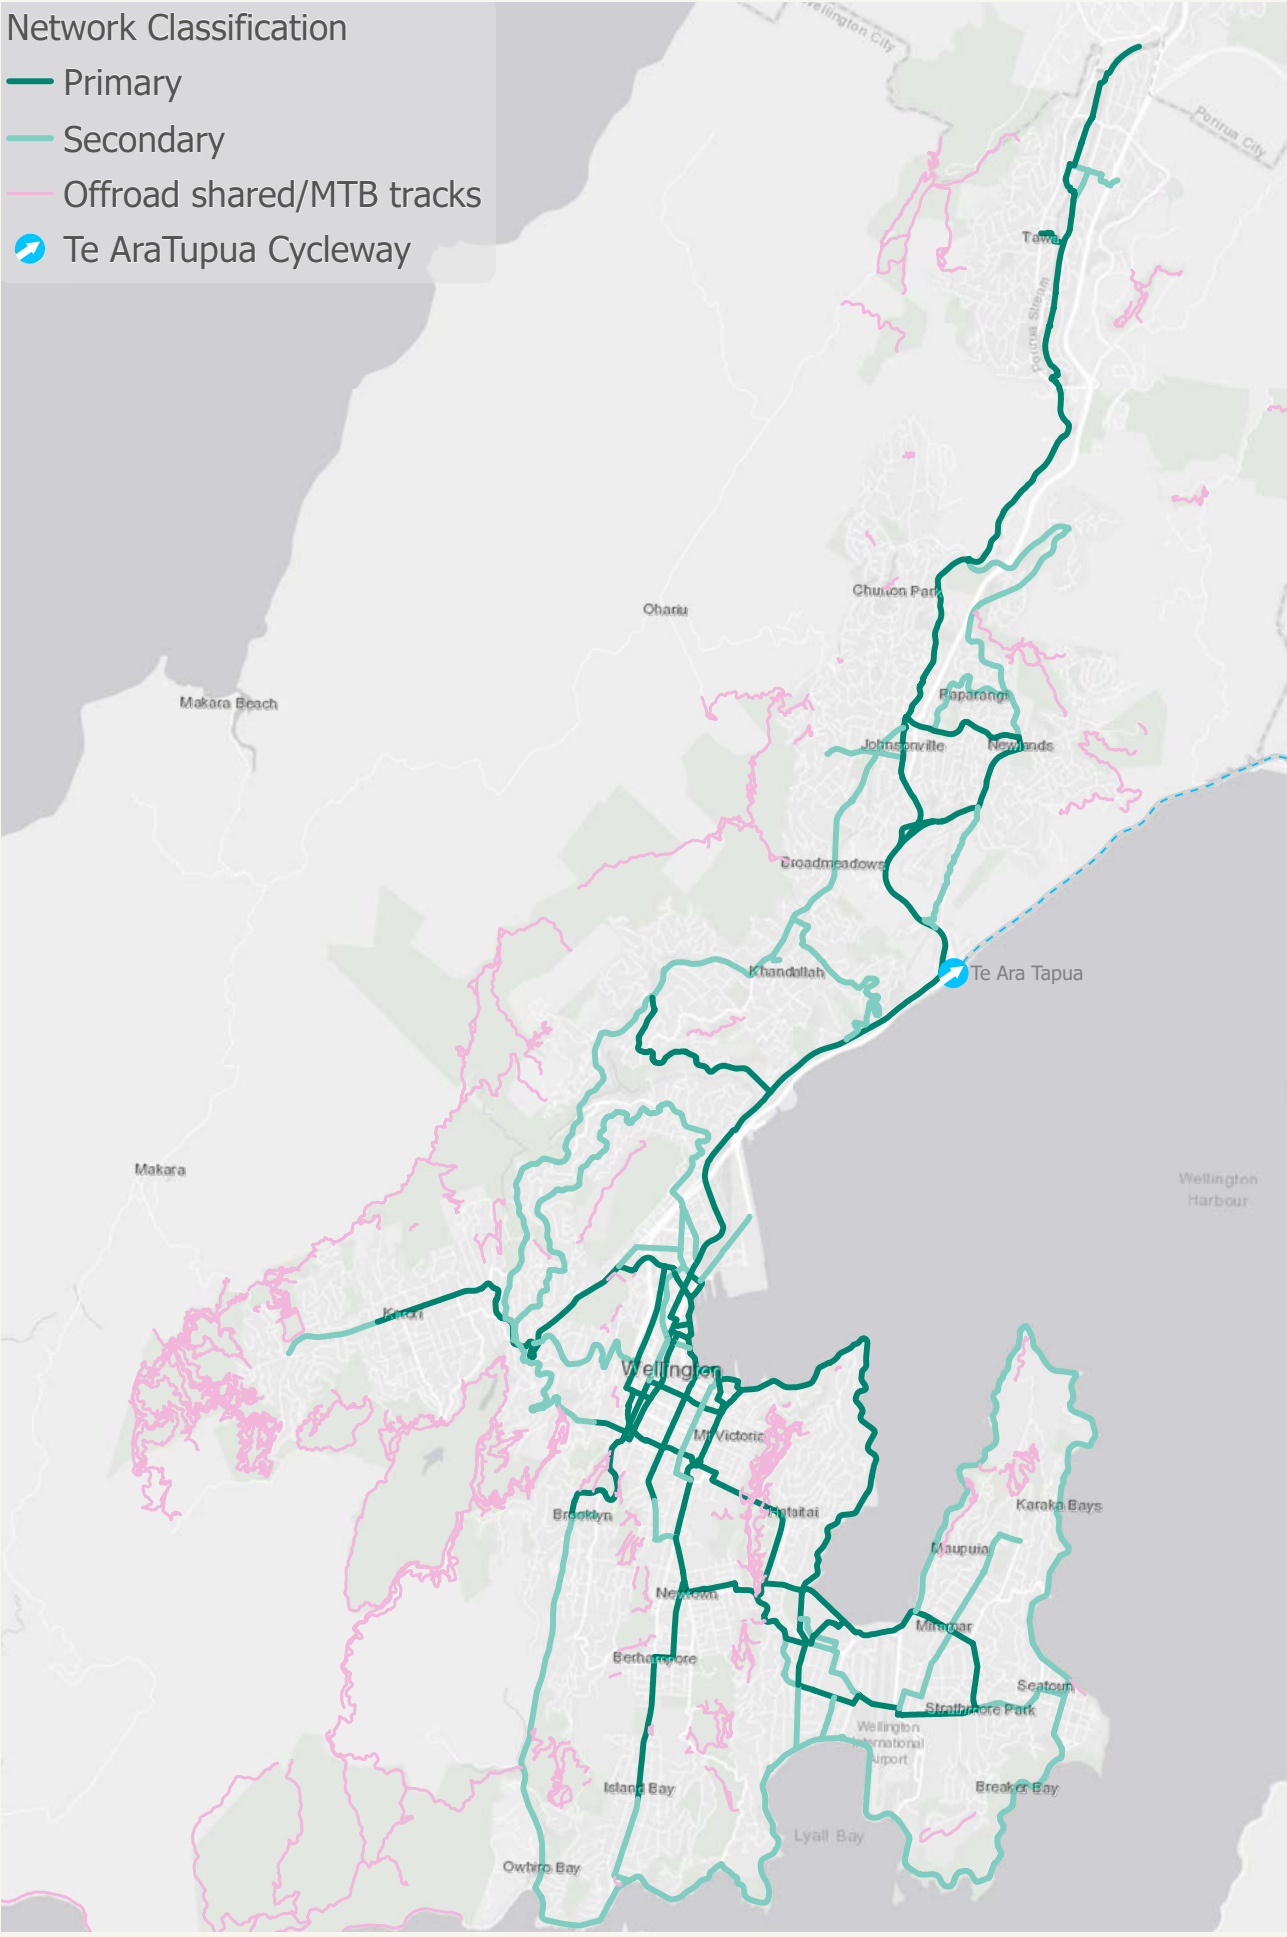 Network Classification
Primary
Secondary
Offroad shared/MTB tracks
Te AraTupua Cycleway
Wellington City
Porirua City
Tawa
Porirua Stream
Churton Park
Ohariu
Makara Beach
Paparangi
Johnsonville
Newlands
Broadmeadows
Khandallah
Te Ara Tapua
Makara
Wellington
Harbour
Karori
Wellington
Mt Victoria
Hataitai
Brooklyn
Karaka Bays
Maupuia
Newtown
Miramar
Berhampore
Seatoun
Strathmore Park
Wellington
International
Airport
Island Bay
Breaker Bay
Lyall Bay
Owhiro Bay